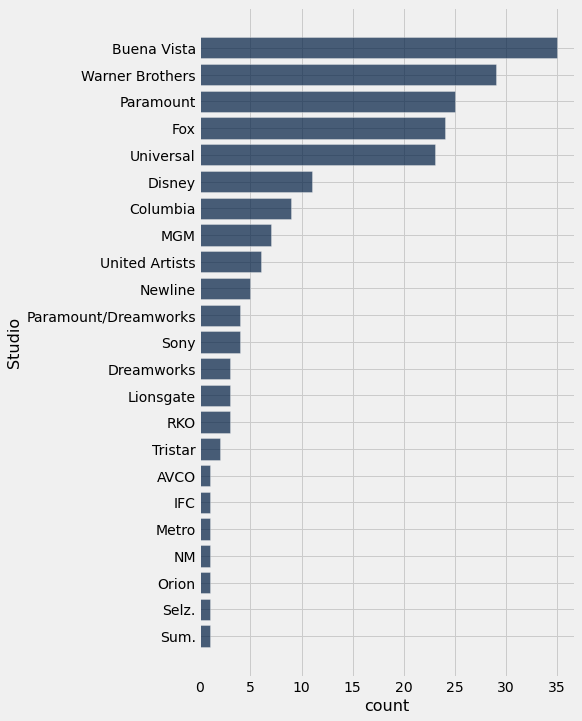 Buena Vista
Warner Brothers
Paramount
Fox
Universal
Disney
Columbia
MGM
United Artists
Newline
Paramount/Dreamworks
Sony
Dreamworks
Lionsgate
RKO
Tristar
AVCO
IFC
Metro
NM
Orion
Selz.
Sum.
Studio
0 5 10 15 20 25 30 35
count